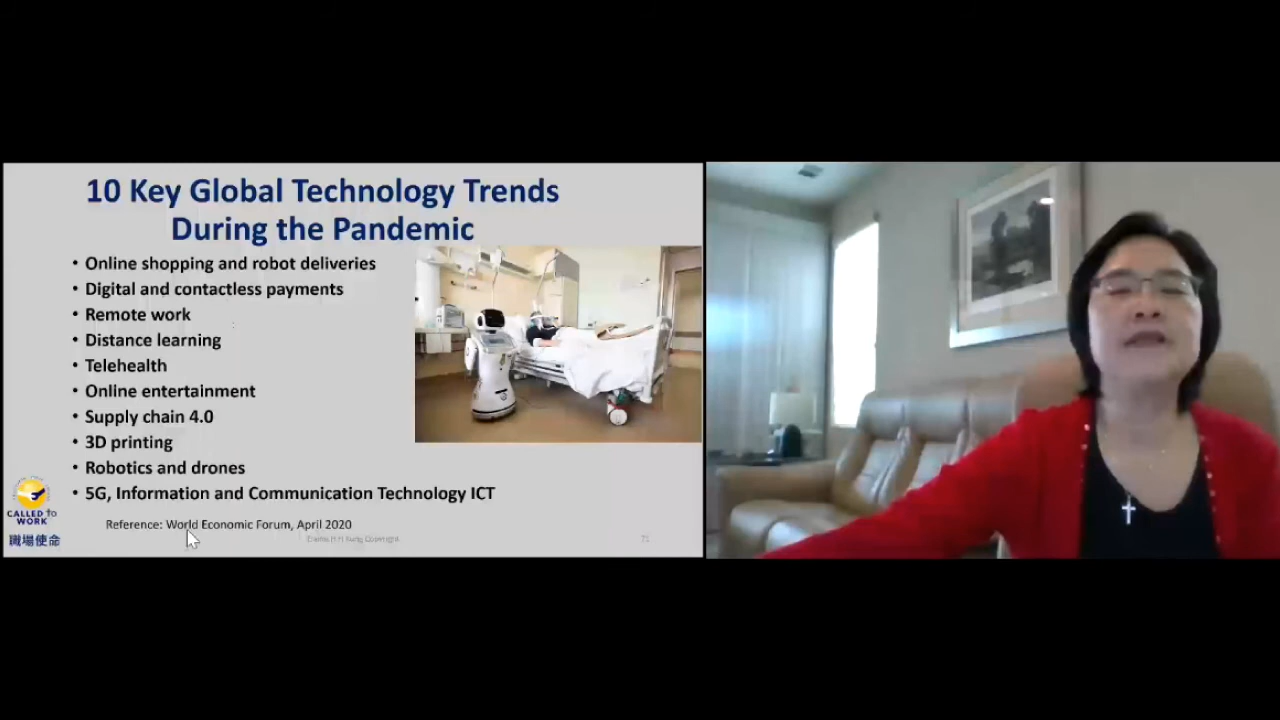 10 Key Global Technology Trends
During the Pandemic
• Online shopping and robot deliveries
• Digital and contactless payments
• Remote work
• Distance learning
• Telehealth
• Online entertainment
• Supply chain 4.0
• 3D printing
• Robotics and drones
• 5G, Information and Communication Technology ICT
CALLED to
WORK
職場使命
Reference: World Economic Forum, April 2020
Copyright